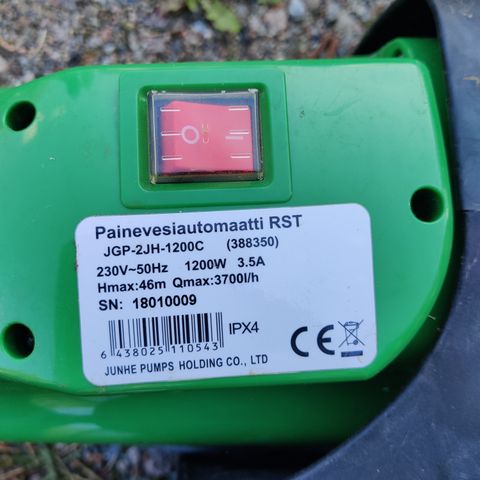 Painevesiautomaatti RST
JGP-2JH-1200C (388350)
230V~50Hz 1200W 3.5A
Hmax:46m Qmax:3700l/h
SN: 18010009
IPX4
6 438025 110543
CE
JUNHE PUMPS HOLDING CO., LTD